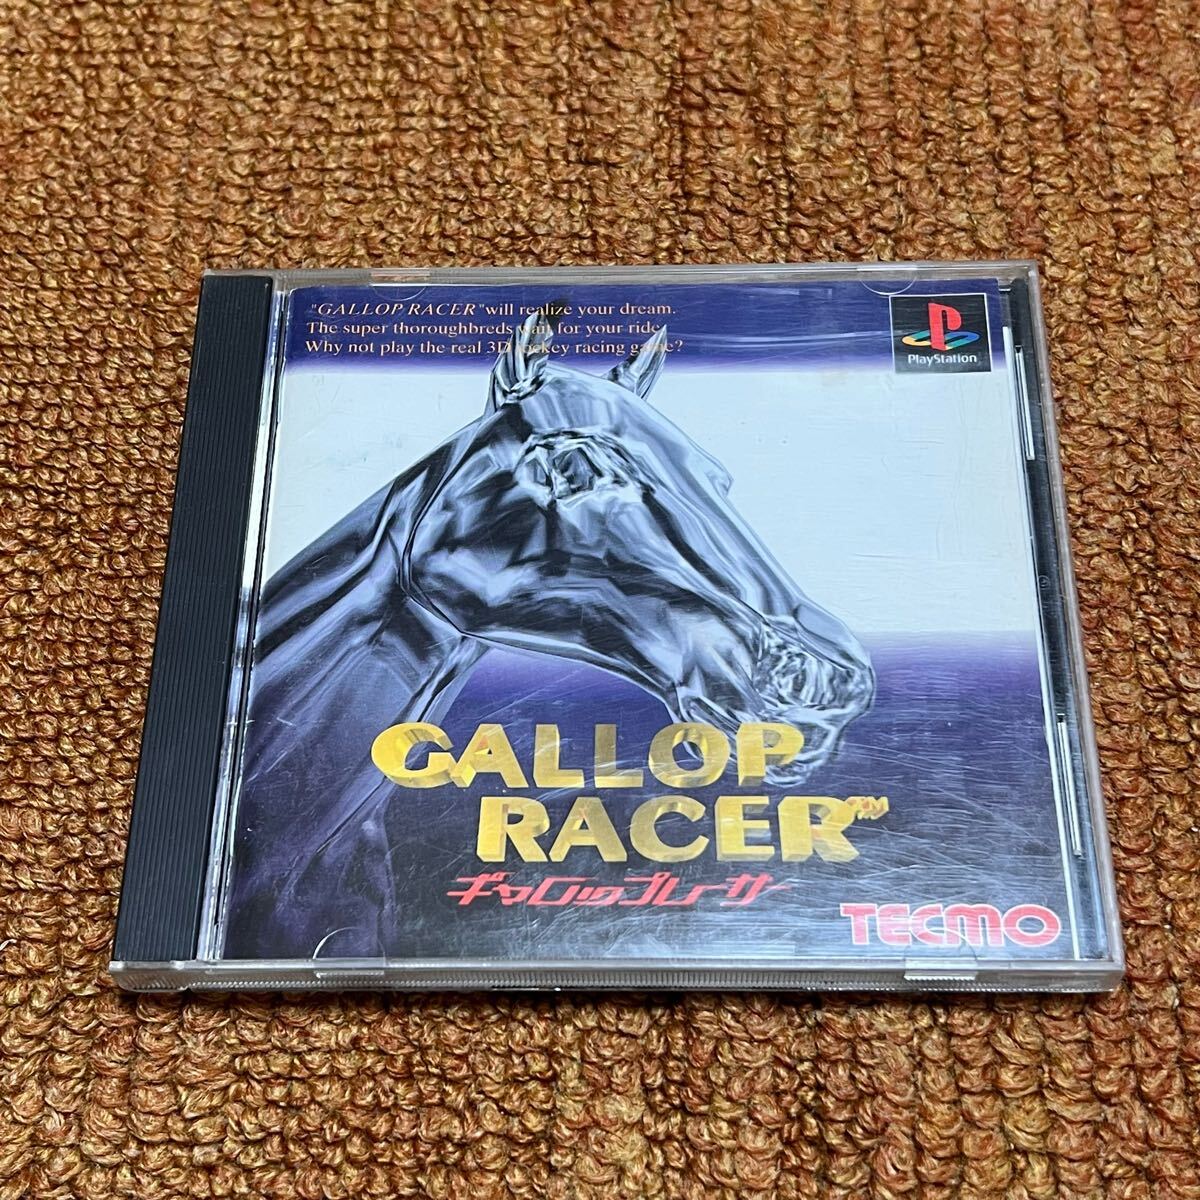 "GALLOP RACER" will realize your dream.
The super thoroughbreds wait for your ride.
Why not play the real 3D jockey racing game?
PlayStation
GALLOP
RACER™
ギャロップレーサー
TECMO